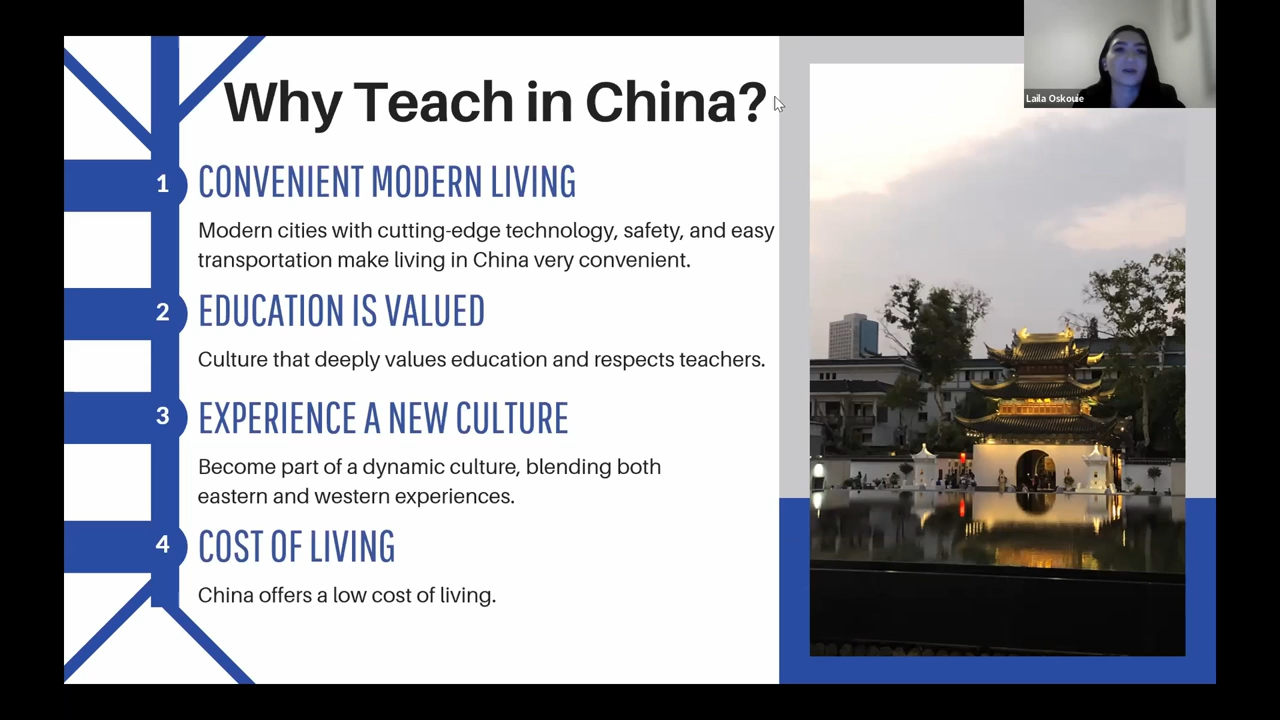 Why Teach in China?
1
CONVENIENT MODERN LIVING
Modern cities with cutting-edge technology, safety, and easy
transportation make living in China very convenient.
2
EDUCATION IS VALUED
Culture that deeply values education and respects teachers.
3
EXPERIENCE A NEW CULTURE
Become part of a dynamic culture, blending both
eastern and western experiences.
4
COST OF LIVING
China offers a low cost of living.
Laila Oskouie